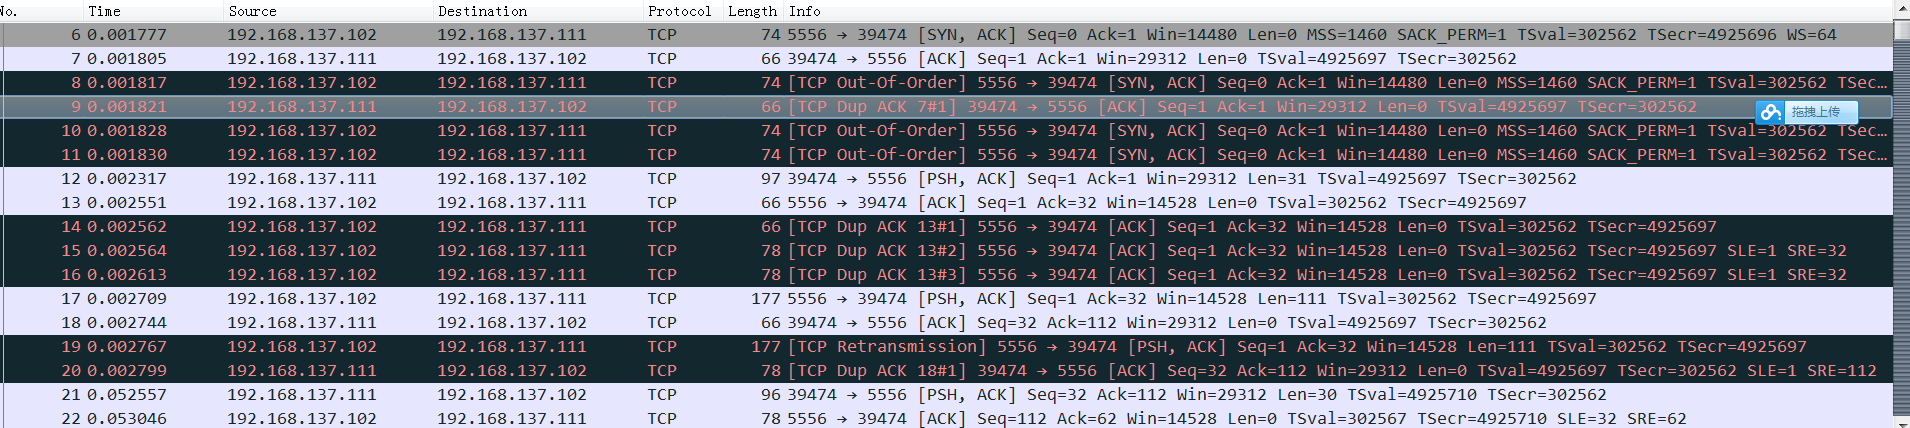 No. Time Source Destination Protocol Length Info
6 0.001777 192.168.137.102 192.168.137.111 TCP 74 5556 → 39474 [SYN, ACK] Seq=0 Ack=1 Win=14480 Len=0 MSS=1460 SACK_PERM=1 TSval=302562 TSecr=4925696 WS=64
7 0.001805 192.168.137.111 192.168.137.102 TCP 66 39474 → 5556 [ACK] Seq=1 Ack=1 Win=29312 Len=0 TSval=4925697 TSecr=302562
8 0.001817 192.168.137.102 192.168.137.111 TCP 74 [TCP Out-Of-Order] 5556 → 39474 [SYN, ACK] Seq=0 Ack=1 Win=14480 Len=0 MSS=1460 SACK_PERM=1 TSval=302562 TSec…
9 0.001821 192.168.137.111 192.168.137.102 TCP 66 [TCP Dup ACK 7#1] 39474 → 5556 [ACK] Seq=1 Ack=1 Win=29312 Len=0 TSval=4925697 TSecr=302562
拖拽上传
10 0.001828 192.168.137.102 192.168.137.111 TCP 74 [TCP Out-Of-Order] 5556 → 39474 [SYN, ACK] Seq=0 Ack=1 Win=14480 Len=0 MSS=1460 SACK_PERM=1 TSval=302562 TSec…
11 0.001830 192.168.137.102 192.168.137.111 TCP 74 [TCP Out-Of-Order] 5556 → 39474 [SYN, ACK] Seq=0 Ack=1 Win=14480 Len=0 MSS=1460 SACK_PERM=1 TSval=302562 TSec…
12 0.002317 192.168.137.111 192.168.137.102 TCP 97 39474 → 5556 [PSH, ACK] Seq=1 Ack=1 Win=29312 Len=31 TSval=4925697 TSecr=302562
13 0.002551 192.168.137.102 192.168.137.111 TCP 66 5556 → 39474 [ACK] Seq=1 Ack=32 Win=14528 Len=0 TSval=302562 TSecr=4925697
14 0.002562 192.168.137.102 192.168.137.111 TCP 66 [TCP Dup ACK 13#1] 5556 → 39474 [ACK] Seq=1 Ack=32 Win=14528 Len=0 TSval=302562 TSecr=4925697
15 0.002564 192.168.137.102 192.168.137.111 TCP 78 [TCP Dup ACK 13#2] 5556 → 39474 [ACK] Seq=1 Ack=32 Win=14528 Len=0 TSval=302562 TSecr=4925697 SLE=1 SRE=32
16 0.002613 192.168.137.102 192.168.137.111 TCP 78 [TCP Dup ACK 13#3] 5556 → 39474 [ACK] Seq=1 Ack=32 Win=14528 Len=0 TSval=302562 TSecr=4925697 SLE=1 SRE=32
17 0.002709 192.168.137.102 192.168.137.111 TCP 177 5556 → 39474 [PSH, ACK] Seq=1 Ack=32 Win=14528 Len=111 TSval=302562 TSecr=4925697
18 0.002744 192.168.137.111 192.168.137.102 TCP 66 39474 → 5556 [ACK] Seq=32 Ack=112 Win=29312 Len=0 TSval=4925697 TSecr=302562
19 0.002767 192.168.137.102 192.168.137.111 TCP 177 [TCP Retransmission] 5556 → 39474 [PSH, ACK] Seq=1 Ack=32 Win=14528 Len=111 TSval=302562 TSecr=4925697
20 0.002799 192.168.137.111 192.168.137.102 TCP 78 [TCP Dup ACK 18#1] 39474 → 5556 [ACK] Seq=32 Ack=112 Win=29312 Len=0 TSval=4925697 TSecr=302562 SLE=1 SRE=112
21 0.052557 192.168.137.111 192.168.137.102 TCP 96 39474 → 5556 [PSH, ACK] Seq=32 Ack=112 Win=29312 Len=30 TSval=4925710 TSecr=302562
22 0.053046 192.168.137.102 192.168.137.111 TCP 78 5556 → 39474 [ACK] Seq=112 Ack=62 Win=14528 Len=0 TSval=302567 TSecr=4925710 SLE=32 SRE=62